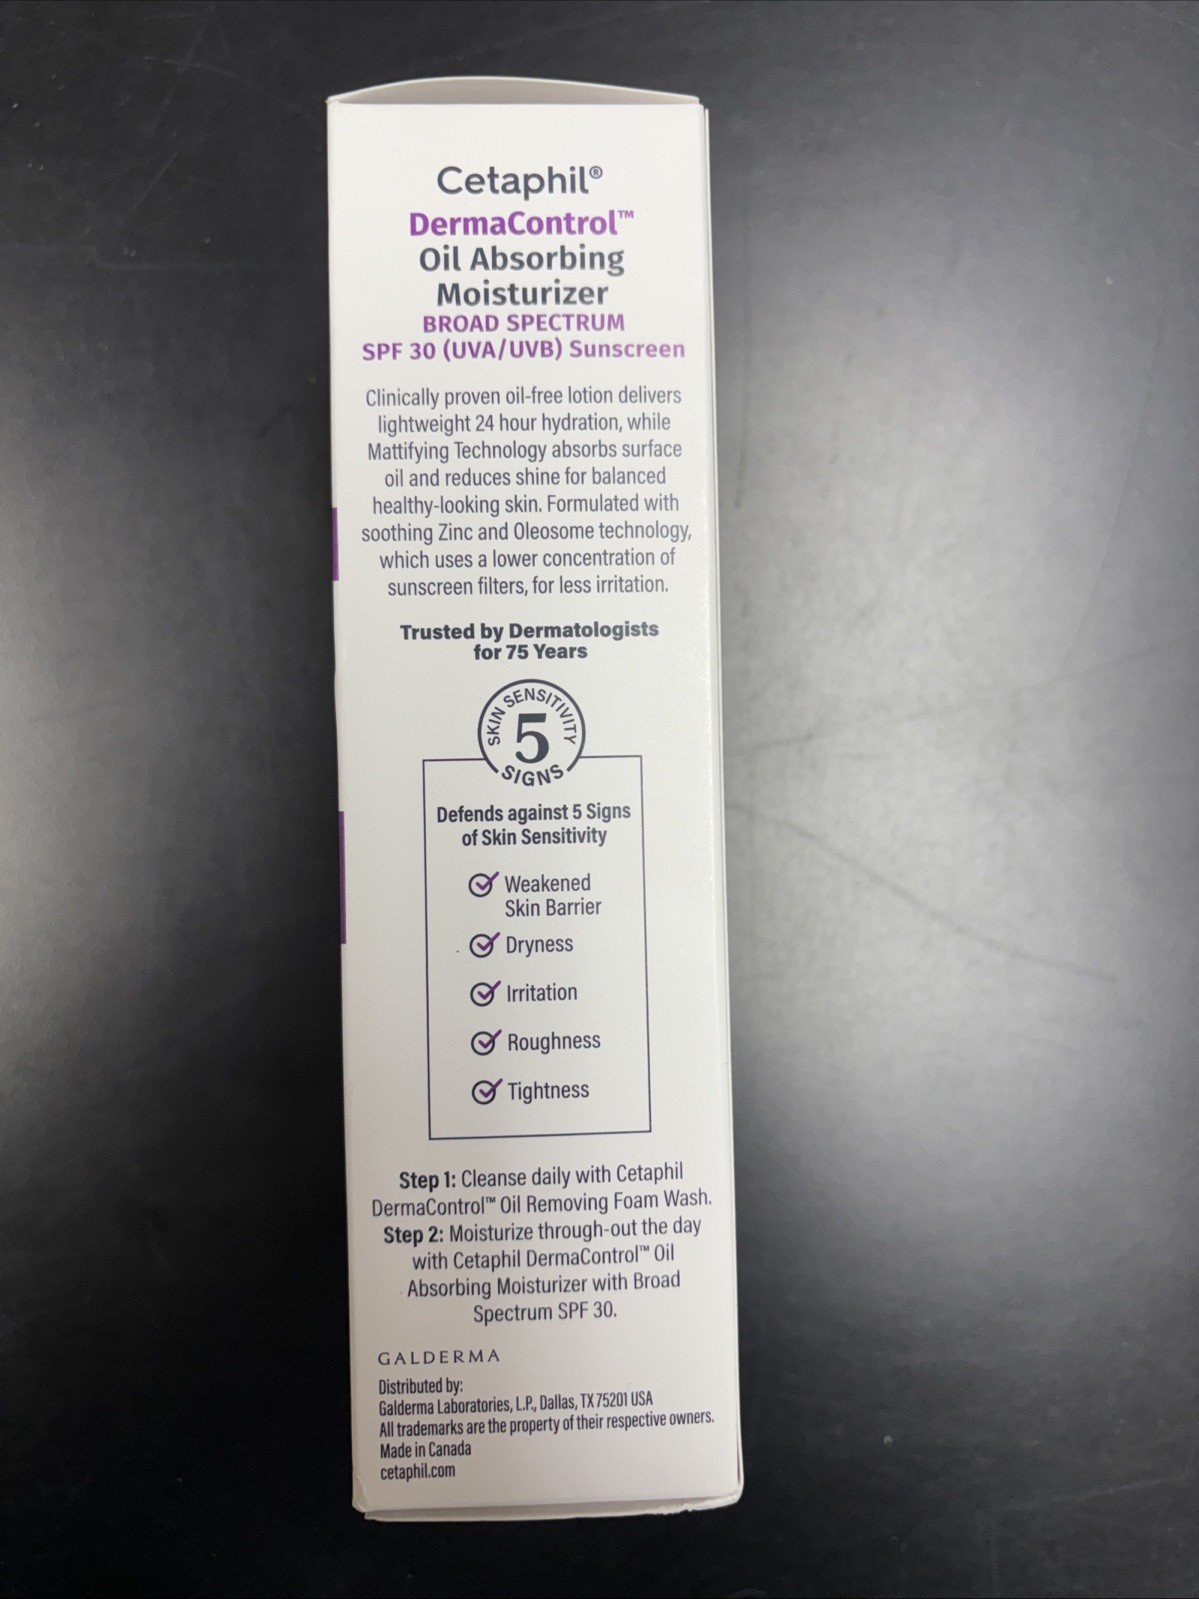 Cetaphil®
DermaControl™
Oil Absorbing
Moisturizer
BROAD SPECTRUM
SPF 30 (UVA/UVB) Sunscreen
Clinically proven oil-free lotion delivers
lightweight 24 hour hydration, while
Mattifying Technology absorbs surface
oil and reduces shine for balanced
healthy-looking skin. Formulated with
soothing Zinc and Oleosome technology,
which uses a lower concentration of
sunscreen filters, for less irritation.
Trusted by Dermatologists
for 75 Years
SKIN SENSITIVITY
5
SIGNS
Defends against 5 Signs
of Skin Sensitivity
Weakened
Skin Barrier
Dryness
Irritation
Roughness
Tightness
Step 1: Cleanse daily with Cetaphil
DermaControl™ Oil Removing Foam Wash.
Step 2: Moisturize through-out the day
with Cetaphil DermaControl™ Oil
Absorbing Moisturizer with Broad
Spectrum SPF 30.
GALDERMA
Distributed by:
Galderma Laboratories, L.P., Dallas, TX 75201 USA
All trademarks are the property of their respective owners.
Made in Canada
cetaphil.com